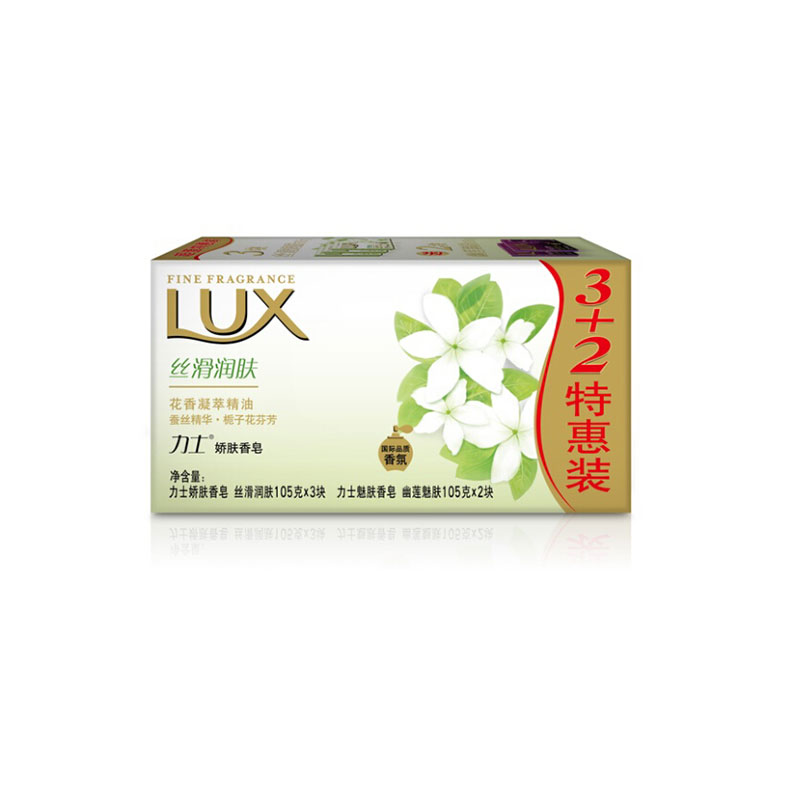 FINE FRAGRANCE
LUX
丝滑润肤
花香凝萃精油
蚕丝精华·栀子花芬芳
力士® 娇肤香皂
国际品质
香氛
净含量:
力士娇肤香皂 丝滑润肤105克x3块 力士魅肤香皂 幽莲魅肤105克x2块
3+2
特惠装